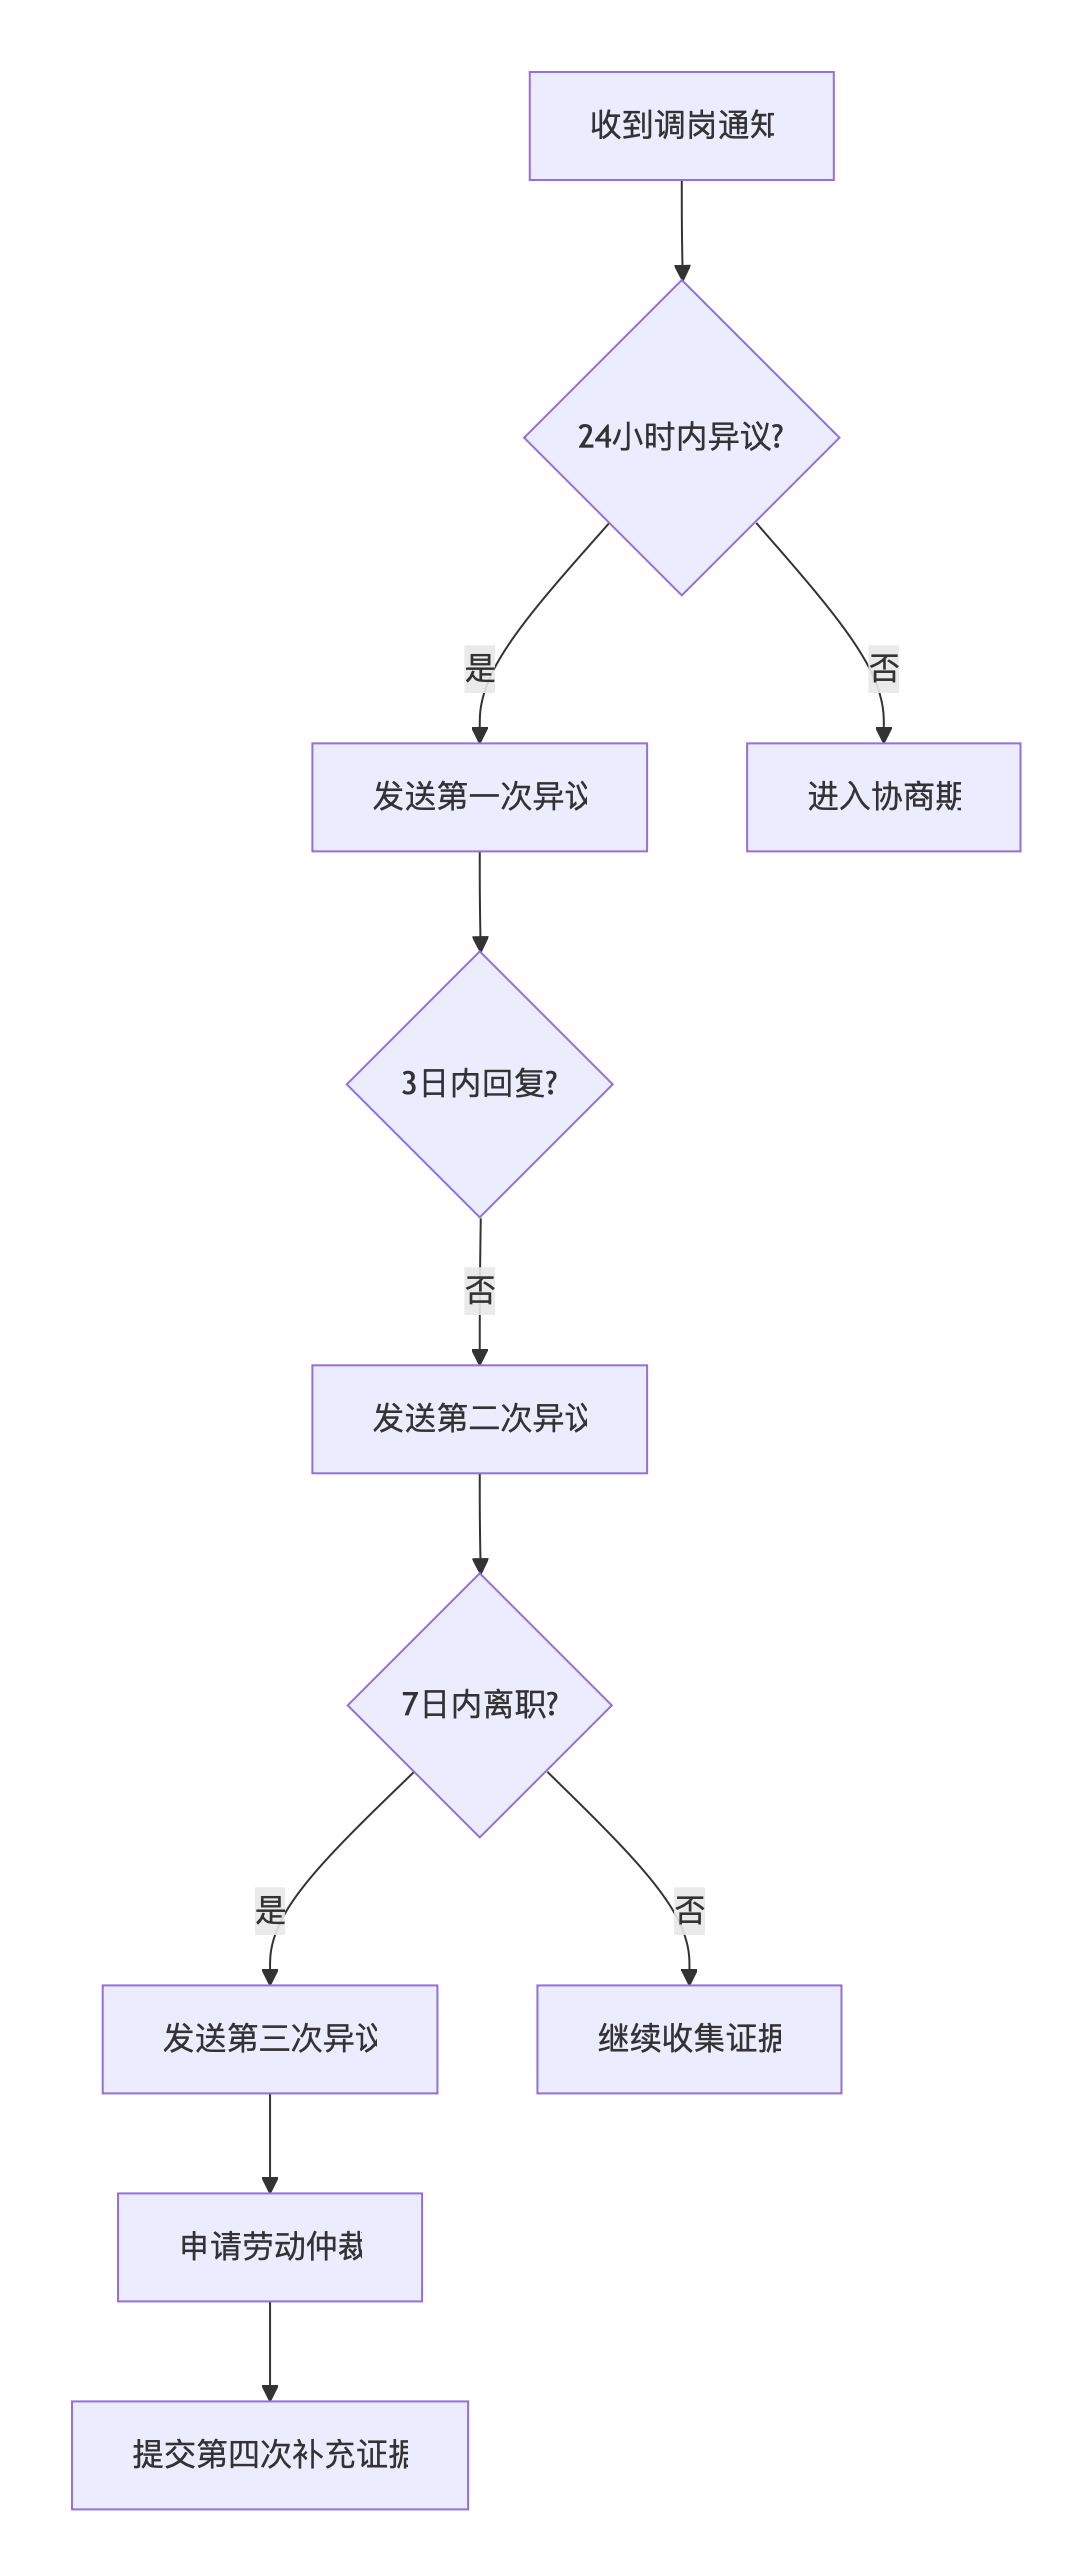 收到调岗通知
24小时内异议?
是
否
发送第一次异议
进入协商期
3日内回复?
否
发送第二次异议
7日内离职?
是
否
发送第三次异议
继续收集证据
申请劳动仲裁
提交第四次补充证据